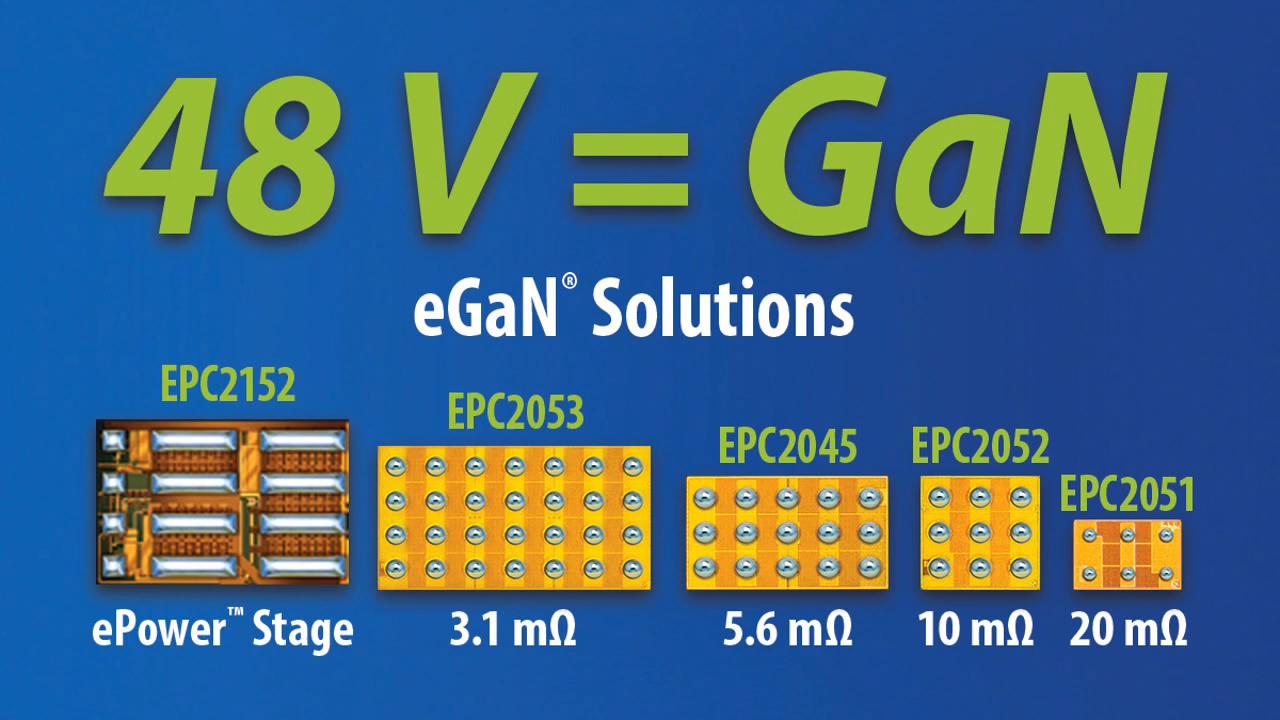 48 V = GaN
eGaN® Solutions
EPC2152
EPC2053
EPC2045
EPC2052
EPC2051
ePower™ Stage
3.1 mΩ
5.6 mΩ
10 mΩ
20 mΩ